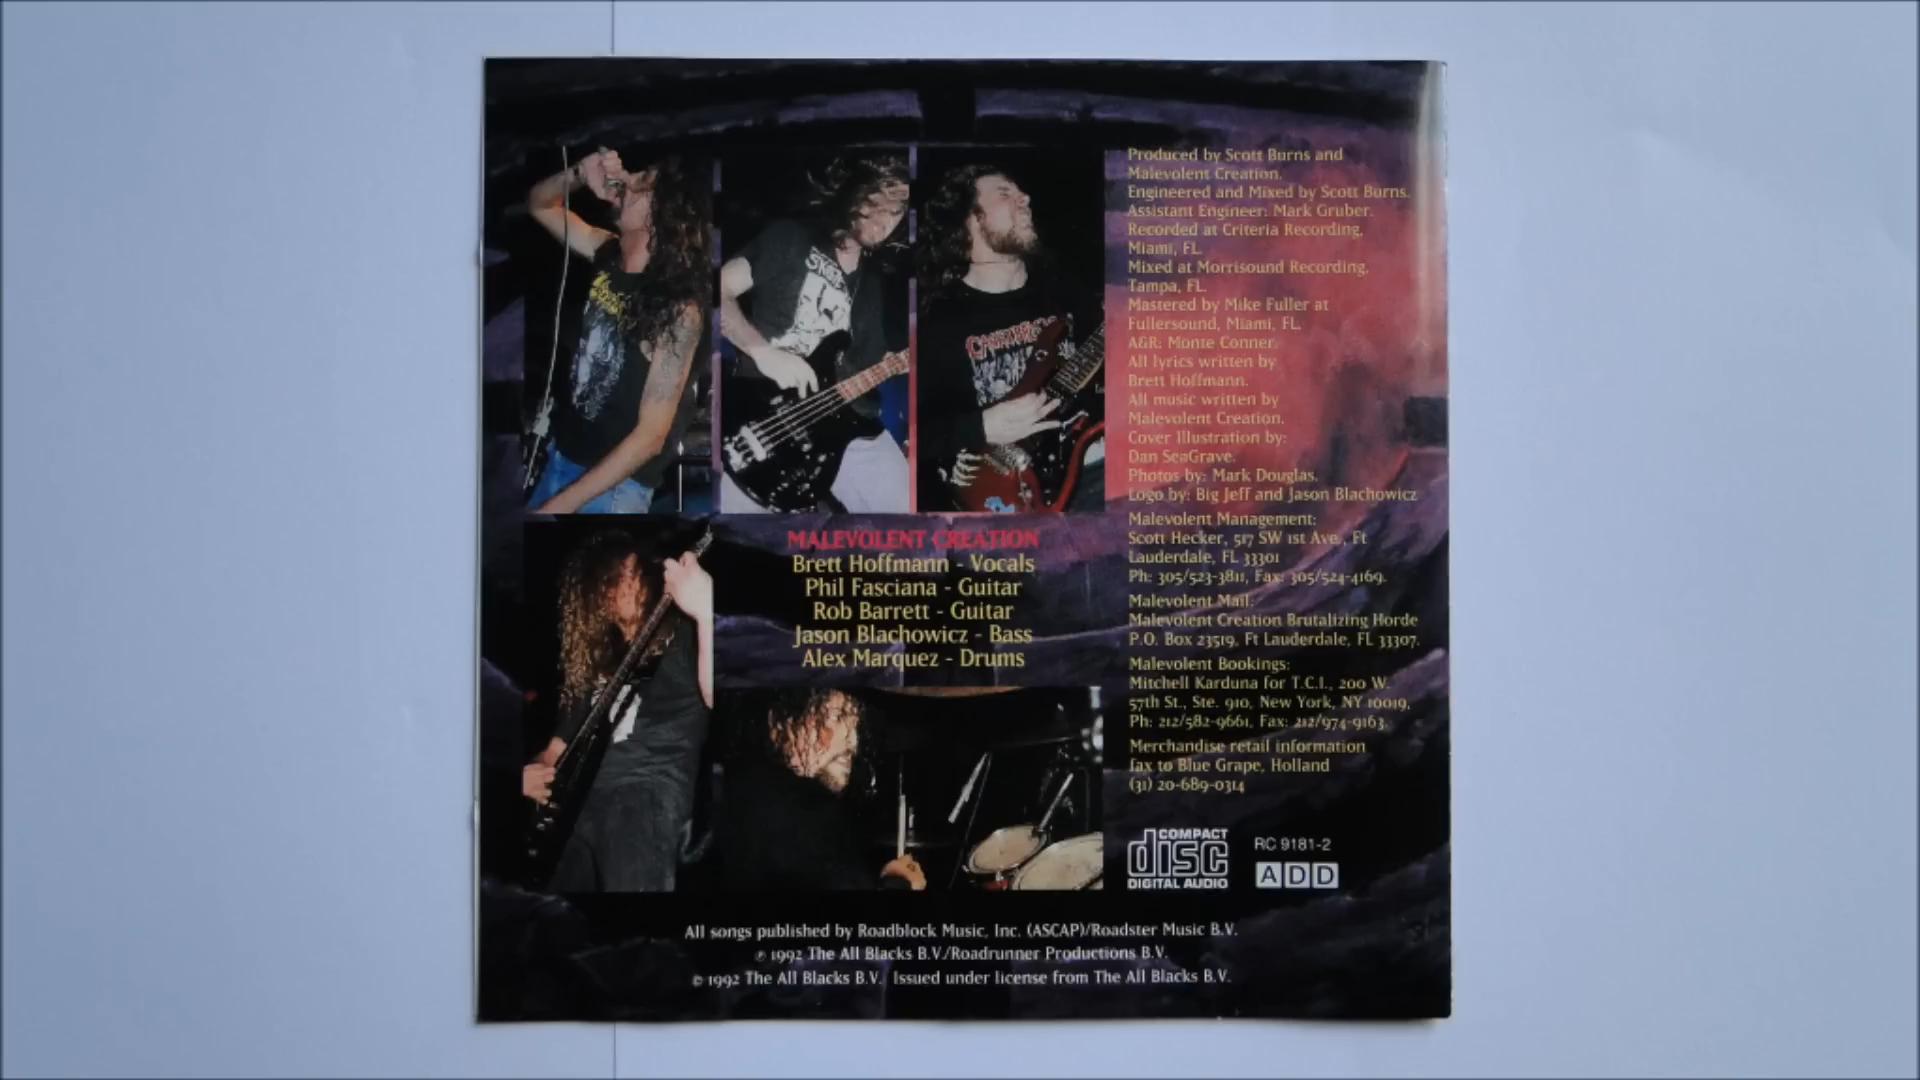 Produced by Scott Burns and
Malevolent Creation.
Engineered and Mixed by Scott Burns.
Assistant Engineer: Mark Gruber.
Recorded at Criteria Recording,
Miami, FL.
Mixed at Morrisound Recording,
Tampa, FL.
Mastered by Mike Fuller at
Fullersound, Miami, FL.
A&R: Monte Conner.
All lyrics written by
Brett Hoffmann.
All music written by
Malevolent Creation.
Cover Illustration by:
Dan SeaGrave.
Photos by: Mark Douglas.
Logo by: Big Jeff and Jason Blachowicz
Malevolent Management:
Scott Hecker, 517 SW 1st Ave., Ft
Lauderdale, FL 33301
Ph: 305/523-3811, Fax: 305/524-4169.
Malevolent Mail:
Malevolent Creation Brutalizing Horde
P.O. Box 23519, Ft Lauderdale, FL 33307.
Malevolent Bookings:
Mitchell Karduna for T.C.I., 200 W.
57th St., Ste. 910, New York, NY 10019,
Ph: 212/582-9661, Fax: 212/974-9163.
Merchandise retail information
fax to Blue Grape, Holland
(31) 20-689-0314
MALEVOLENT CREATION
Brett Hoffmann - Vocals
Phil Fasciana - Guitar
Rob Barrett - Guitar
Jason Blachowicz - Bass
Alex Marquez - Drums
COMPACT
disc
DIGITAL AUDIO
RC 9181-2
ADD
All songs published by Roadblock Music, Inc. (ASCAP)/Roadster Music B.V.
℗ 1992 The All Blacks B.V./Roadrunner Productions B.V.
© 1992 The All Blacks B.V. Issued under license from The All Blacks B.V.